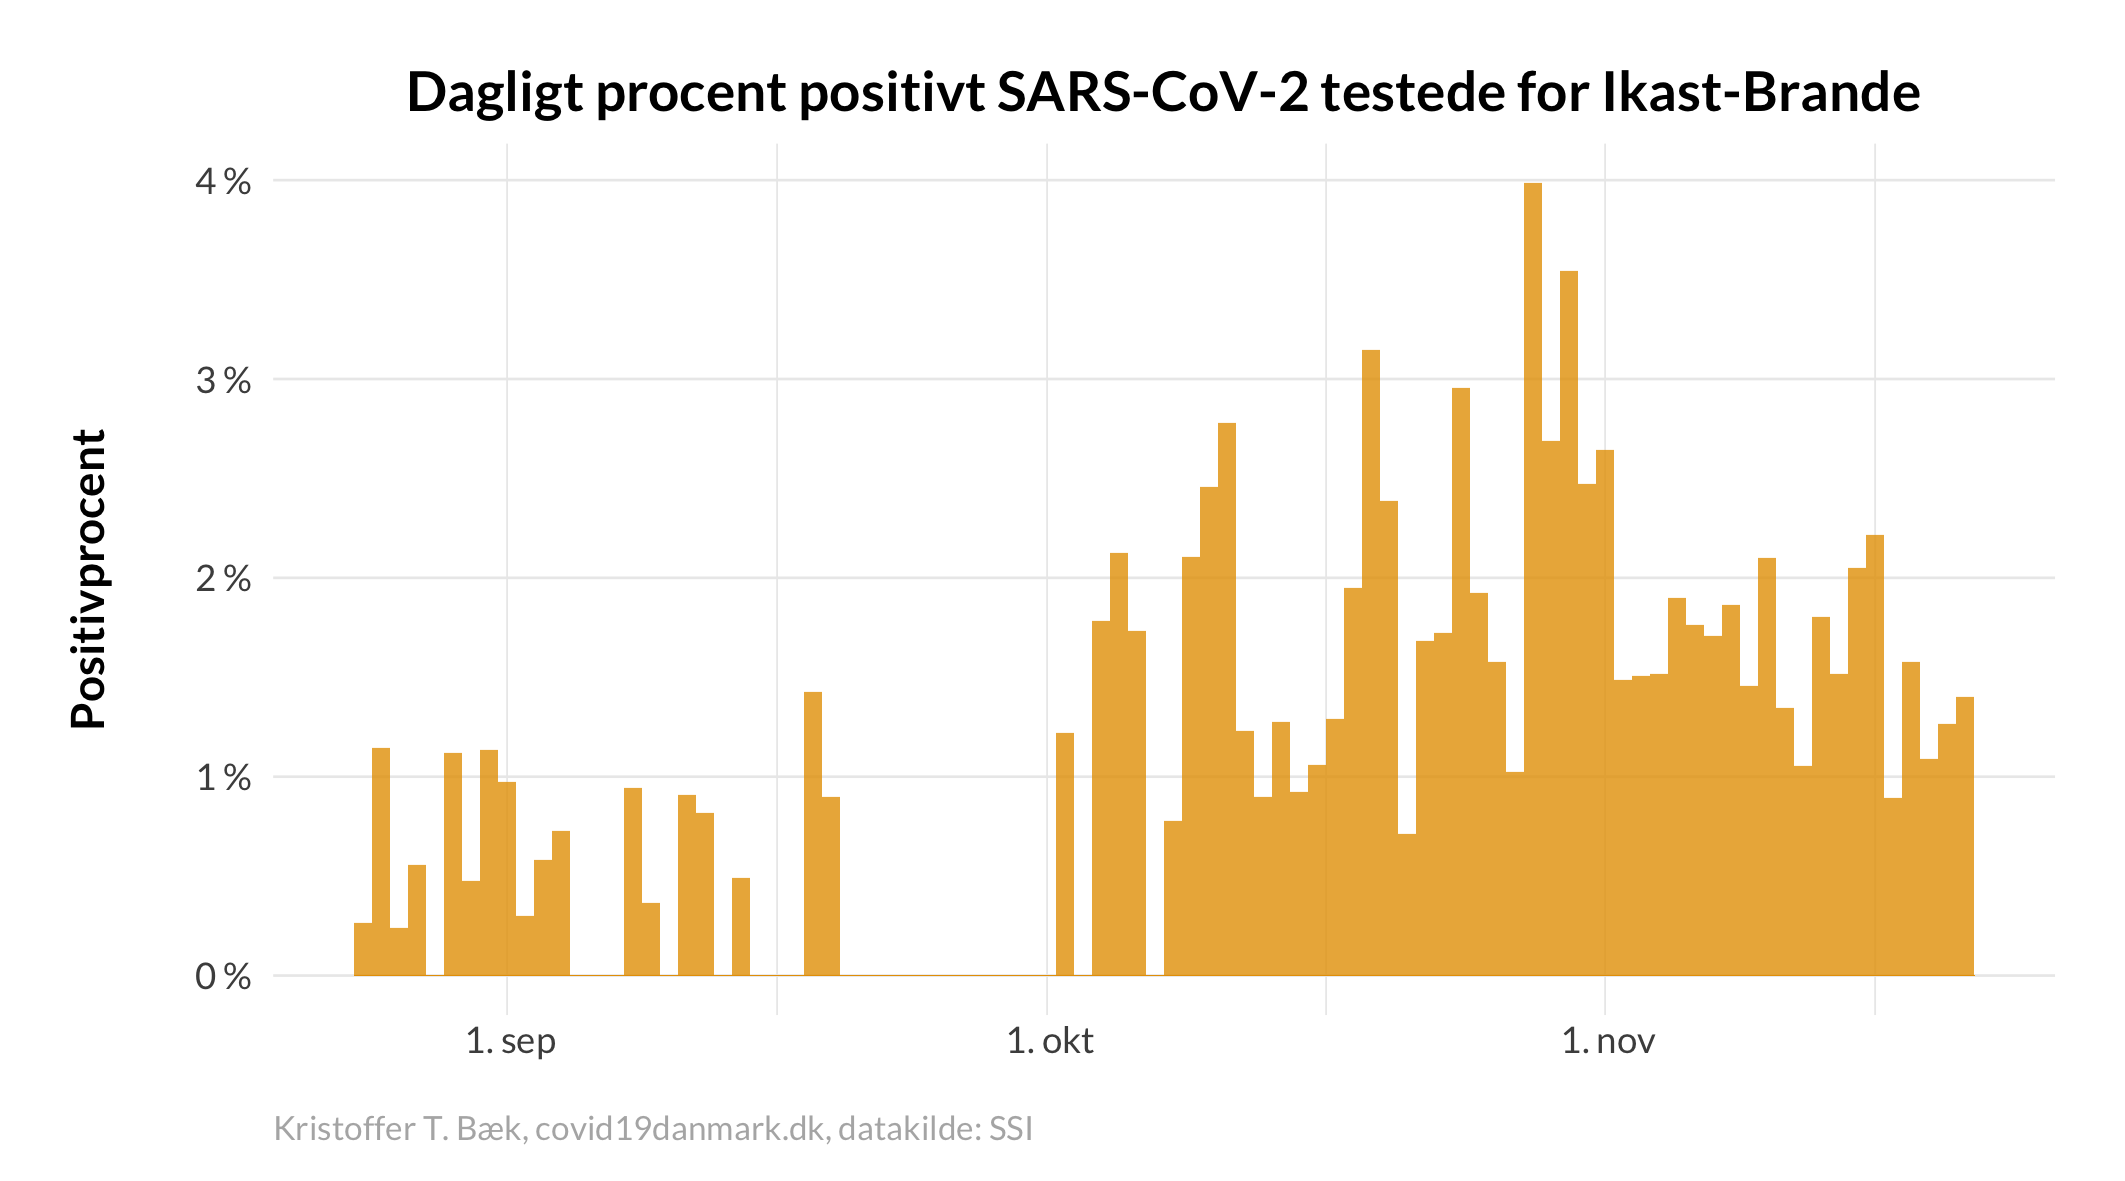 Dagligt procent positivt SARS-CoV-2 testede for Ikast-Brande
Positivprocent
4 %
3 %
2 %
1 %
0 %
1. sep
1. okt
1. nov
Kristoffer T. Bæk, covid19danmark.dk, datakilde: SSI